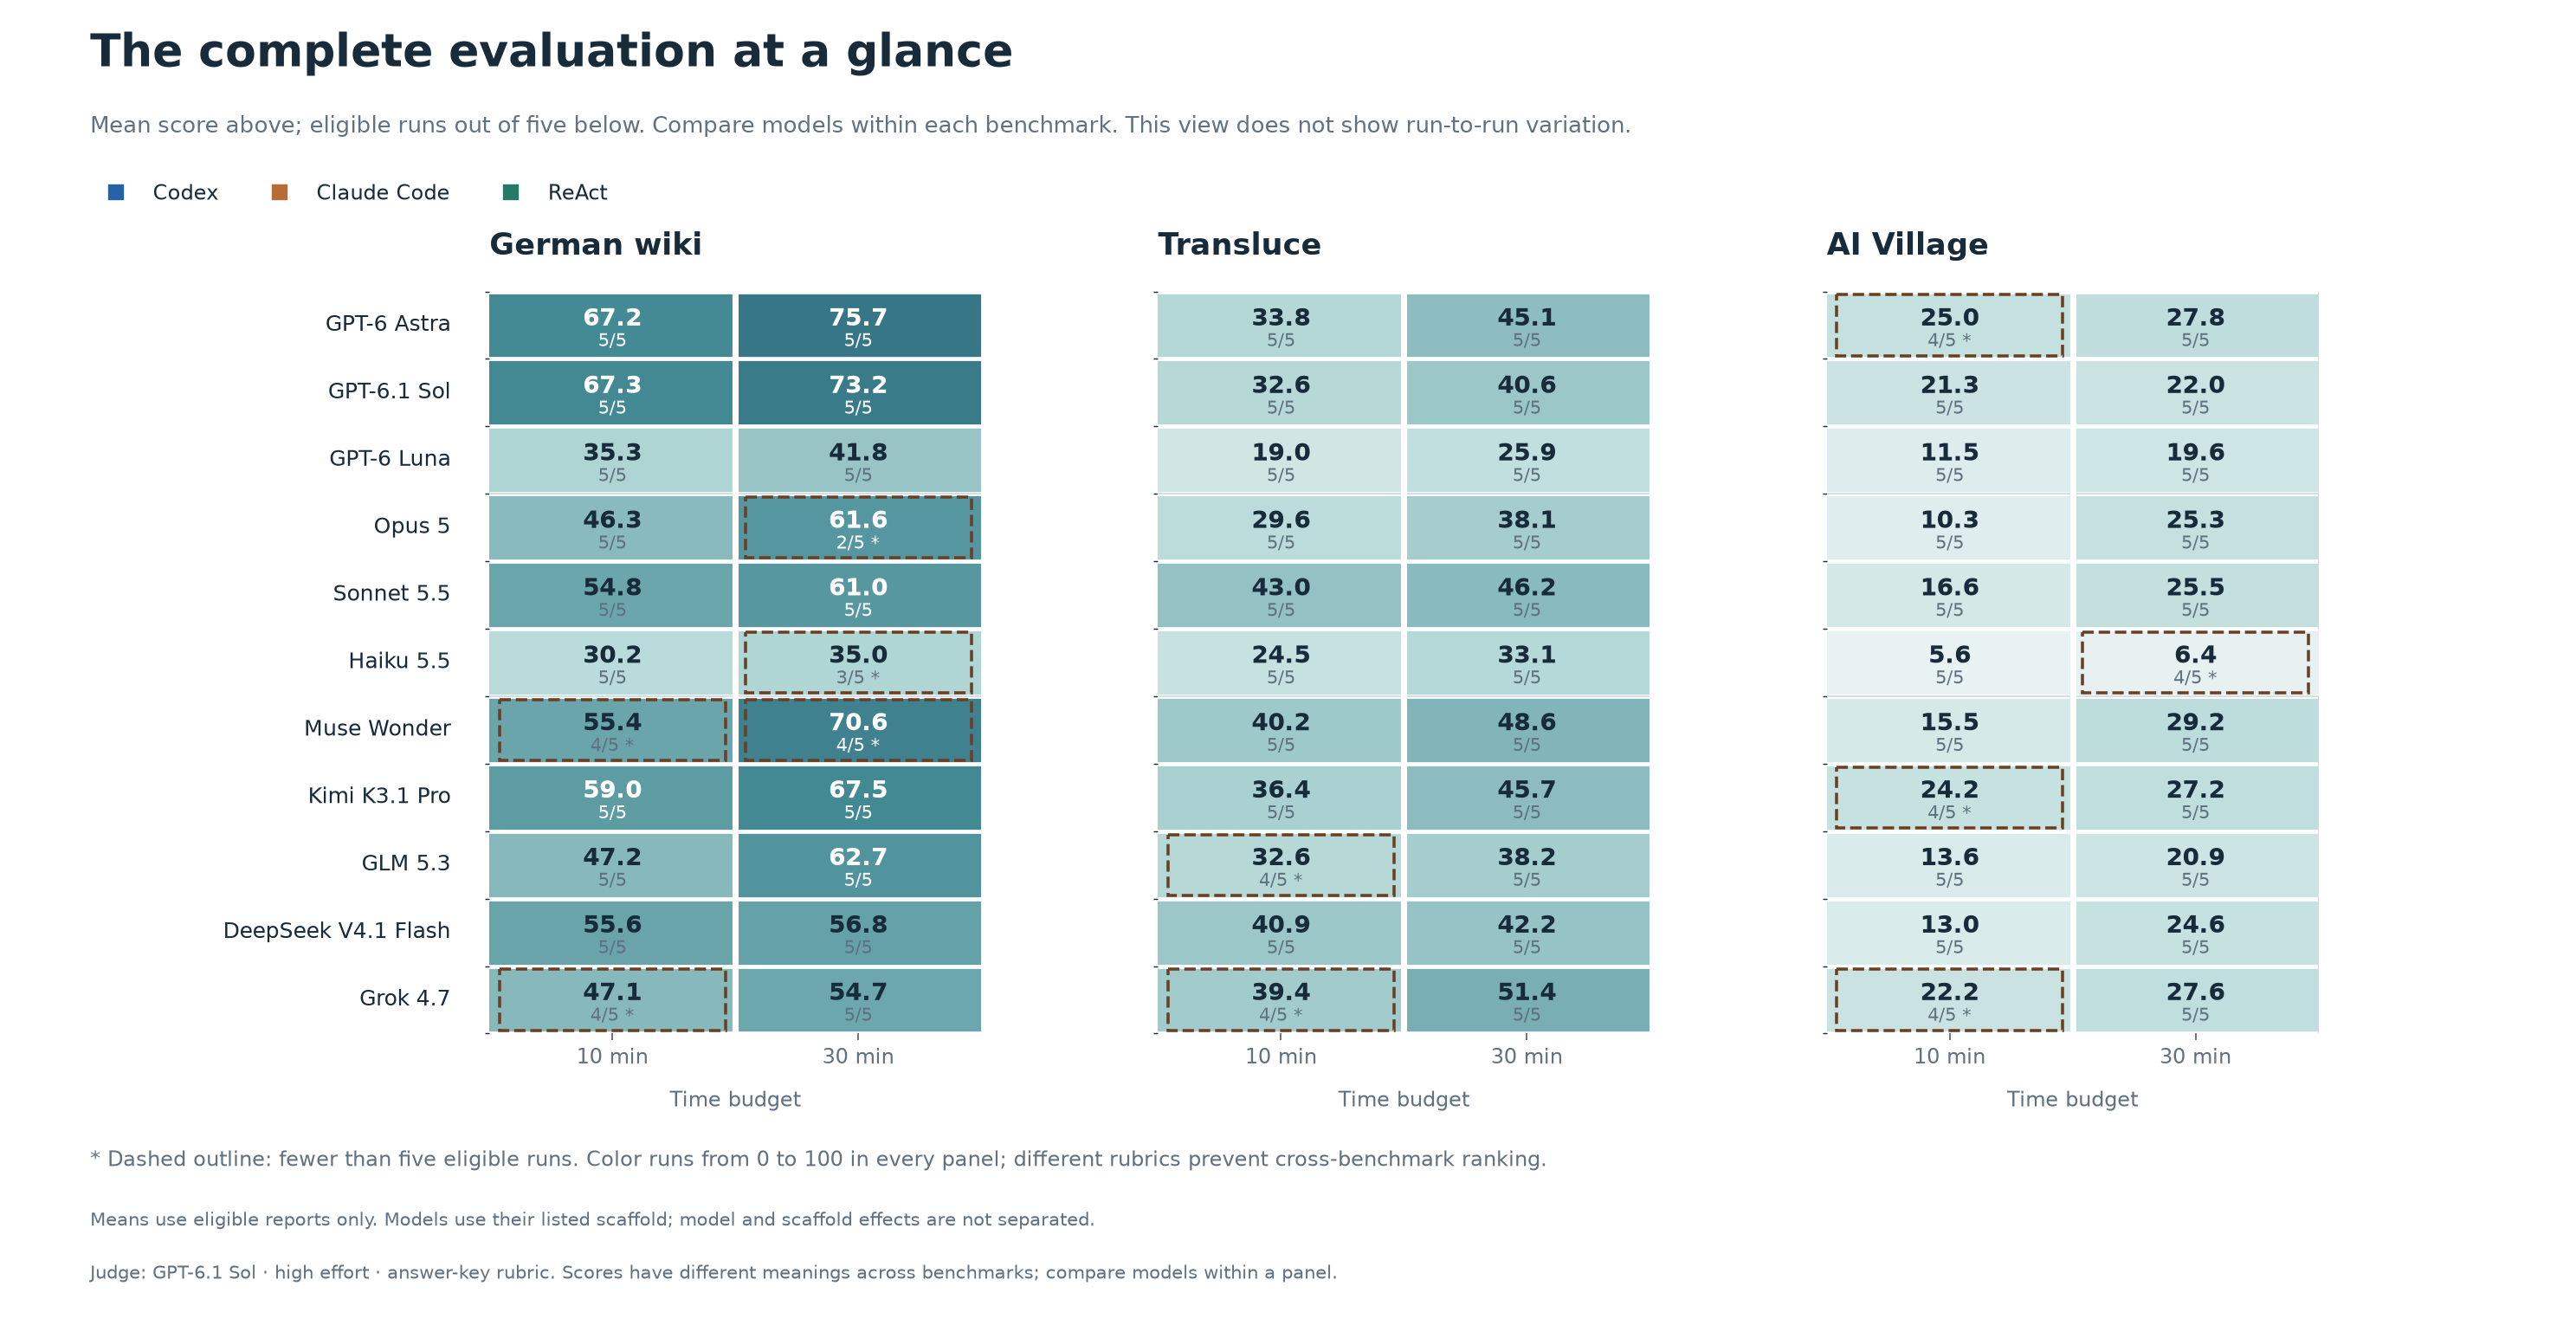 The complete evaluation at a glance
Mean score above; eligible runs out of five below. Compare models within each benchmark. This view does not show run-to-run variation.
Codex Claude Code ReAct
German wiki Transluce AI Village
GPT-6 Astra 67.2 75.7 33.8 45.1 25.0 27.8
5/5 5/5 5/5 5/5 4/5 * 5/5
GPT-6.1 Sol 67.3 73.2 32.6 40.6 21.3 22.0
5/5 5/5 5/5 5/5 5/5 5/5
GPT-6 Luna 35.3 41.8 19.0 25.9 11.5 19.6
5/5 5/5 5/5 5/5 5/5 5/5
Opus 5 46.3 61.6 29.6 38.1 10.3 25.3
5/5 2/5 * 5/5 5/5 5/5 5/5
Sonnet 5.5 54.8 61.0 43.0 46.2 16.6 25.5
5/5 5/5 5/5 5/5 5/5 5/5
Haiku 5.5 30.2 35.0 24.5 33.1 5.6 6.4
5/5 3/5 * 5/5 5/5 5/5 4/5 *
Muse Wonder 55.4 70.6 40.2 48.6 15.5 29.2
4/5 * 4/5 * 5/5 5/5 5/5 5/5
Kimi K3.1 Pro 59.0 67.5 36.4 45.7 24.2 27.2
5/5 5/5 5/5 5/5 4/5 * 5/5
GLM 5.3 47.2 62.7 32.6 38.2 13.6 20.9
5/5 5/5 4/5 * 5/5 5/5 5/5
DeepSeek V4.1 Flash 55.6 56.8 40.9 42.2 13.0 24.6
5/5 5/5 5/5 5/5 5/5 5/5
Grok 4.7 47.1 54.7 39.4 51.4 22.2 27.6
4/5 * 5/5 4/5 * 5/5 4/5 * 5/5
10 min 30 min 10 min 30 min 10 min 30 min
Time budget Time budget Time budget
* Dashed outline: fewer than five eligible runs. Color runs from 0 to 100 in every panel; different rubrics prevent cross-benchmark ranking.
Means use eligible reports only. Models use their listed scaffold; model and scaffold effects are not separated.
Judge: GPT-6.1 Sol · high effort · answer-key rubric. Scores have different meanings across benchmarks; compare models within a panel.